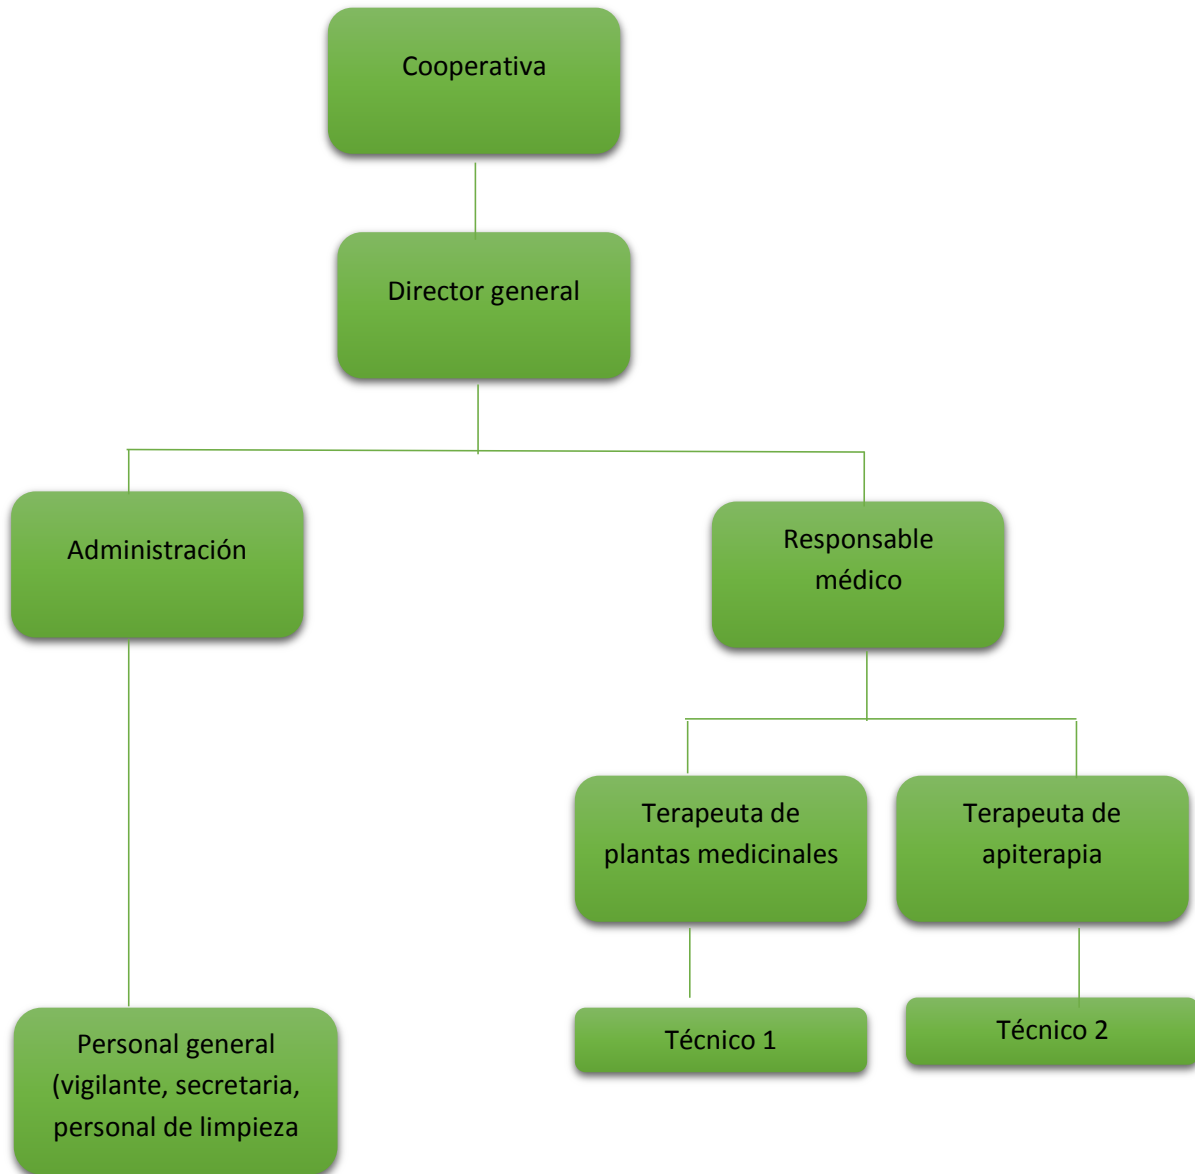 Cooperativa
Director general
Administración
Responsable
médico
Terapeuta de
plantas medicinales
Terapeuta de
apiterapia
Técnico 1
Técnico 2
Personal general
(vigilante, secretaria,
personal de limpieza